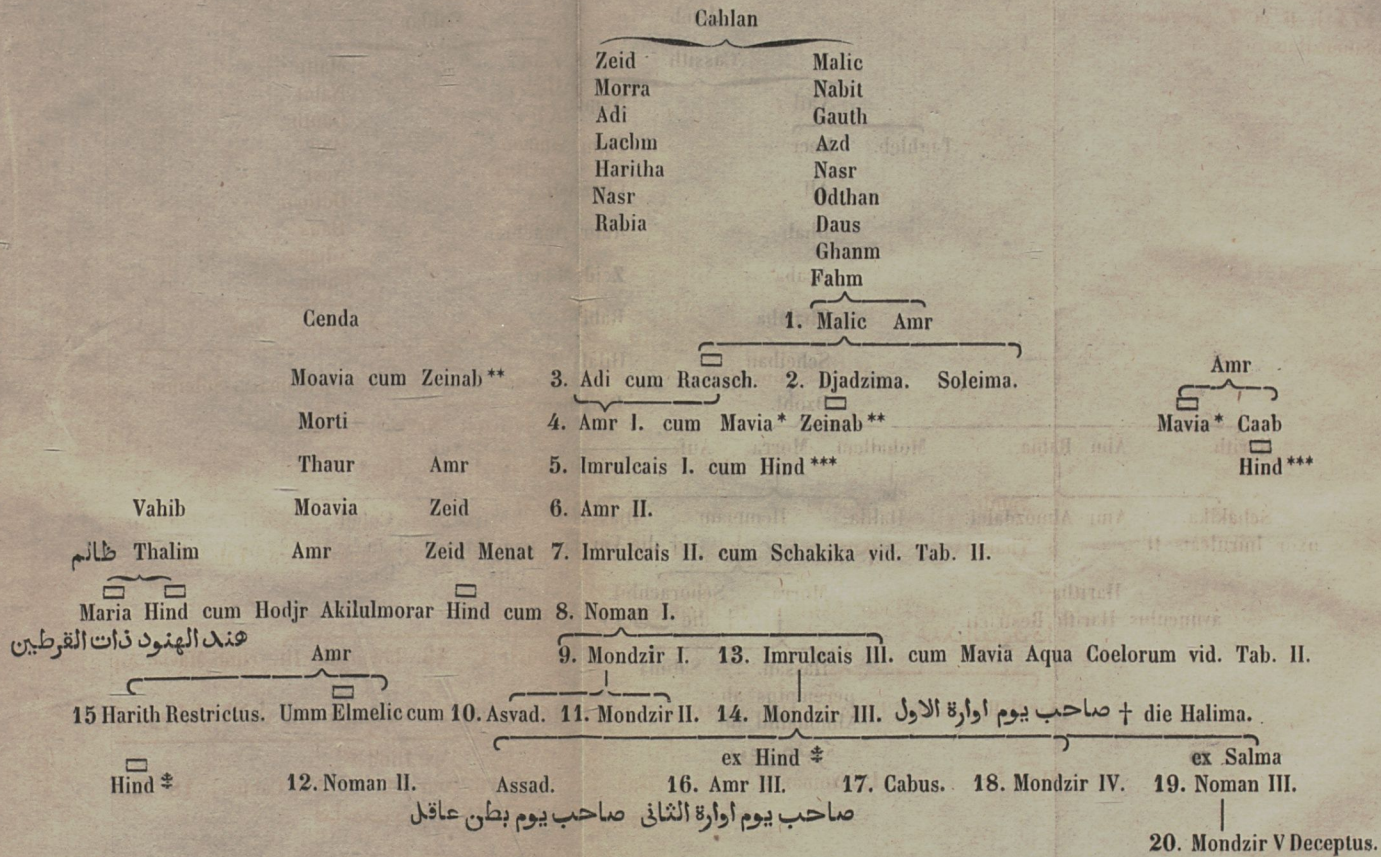 Cahlan
Zeid Malic
Morra Nabit
Adi Gauth
Lachm Azd
Haritha Nasr
Nasr Odthan
Rabia Daus
Ghanm
Fahm
Cenda 1. Malic Amr
Amr
Moavia cum Zeinab** 3. Adi cum Racasch. 2. Djadzima. Soleima.
Morti 4. Amr I. cum Mavia* Zeinab** Mavia* Caab
Thaur Amr 5. Imrulcais I. cum Hind*** Hind***
Vahib Moavia Zeid 6. Amr II.
ظالم Thalim Amr Zeid Menat 7. Imrulcais II. cum Schakika vid. Tab. II.
Maria Hind cum Hodjr Akilulmorar Hind cum 8. Noman I.
هند الهنود ذات القرطين
Amr 9. Mondzir I. 13. Imrulcais III. cum Mavia Aqua Coelorum vid. Tab. II.
15 Harith Restrictus. Umm Elmelic cum 10. Asvad. 11. Mondzir II. 14. Mondzir III. صاحب يوم اوارة الاول † die Halima.
ex Hind ‡ ex Salma
Hind ‡ 12. Noman II. Assad. 16. Amr III. 17. Cabus. 18. Mondzir IV. 19. Noman III.
صاحب يوم اوارة الثانى صاحب يوم بطن عاقل
20. Mondzir V Deceptus.